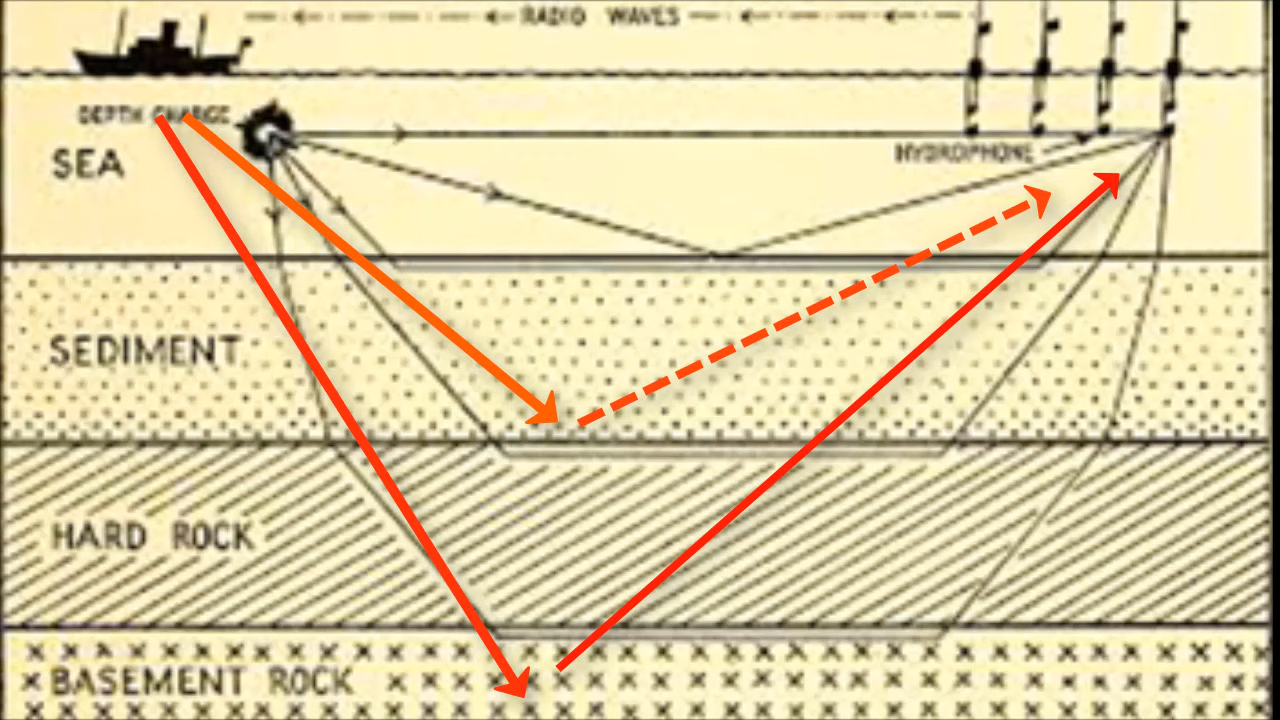 RADIO WAVES
DEPTH CHARGE
SEA
HYDROPHONE
SEDIMENT
HARD ROCK
BASEMENT ROCK